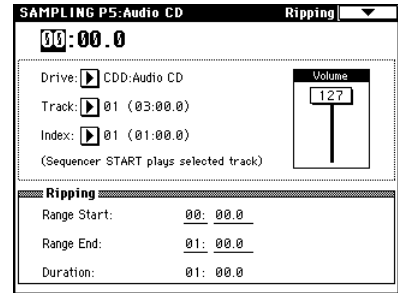 SAMPLING P5:Audio CD Ripping
00:00.0
Drive: CDD:Audio CD
Volume
127
Track: 01 (03:00.0)
Index: 01 (01:00.0)
(Sequencer START plays selected track)
Ripping
Range Start: 00: 00.0
Range End: 01: 00.0
Duration: 01: 00.0